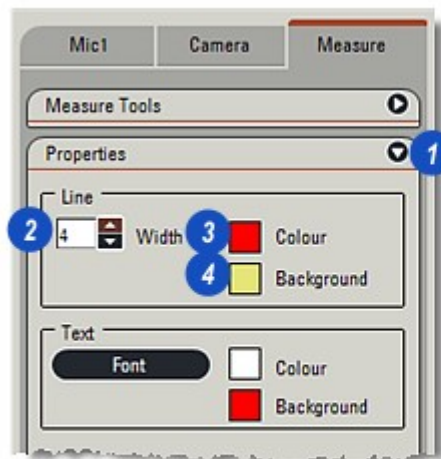 Mic1 Camera Measure
Measure Tools
Properties 1
Line
2 4 Width 3 Colour
4 Background
Text
Font Colour
Background